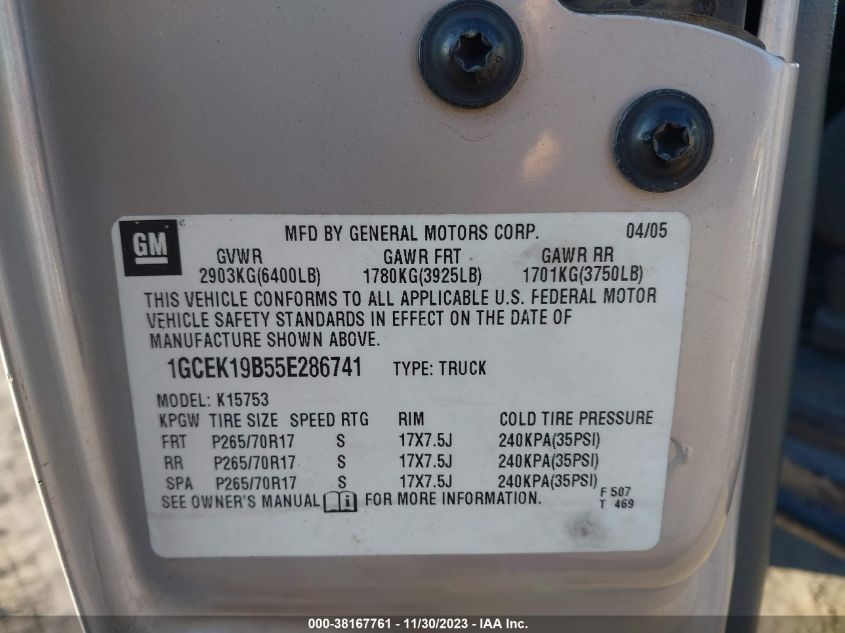 GM
MFD BY GENERAL MOTORS CORP. 04/05
GVWR GAWR FRT GAWR RR
2903KG(6400LB) 1780KG(3925LB) 1701KG(3750LB)
THIS VEHICLE CONFORMS TO ALL APPLICABLE U.S. FEDERAL MOTOR
VEHICLE SAFETY STANDARDS IN EFFECT ON THE DATE OF
MANUFACTURE SHOWN ABOVE.
1GCEK19B55E286741 TYPE: TRUCK
MODEL: K15753
KPGW TIRE SIZE SPEED RTG RIM COLD TIRE PRESSURE
FRT P265/70R17 S 17X7.5J 240KPA(35PSI)
RR P265/70R17 S 17X7.5J 240KPA(35PSI)
SPA P265/70R17 S 17X7.5J 240KPA(35PSI)
SEE OWNER'S MANUAL FOR MORE INFORMATION.
F 507
T 469
000-38167761 - 11/30/2023 - IAA Inc.